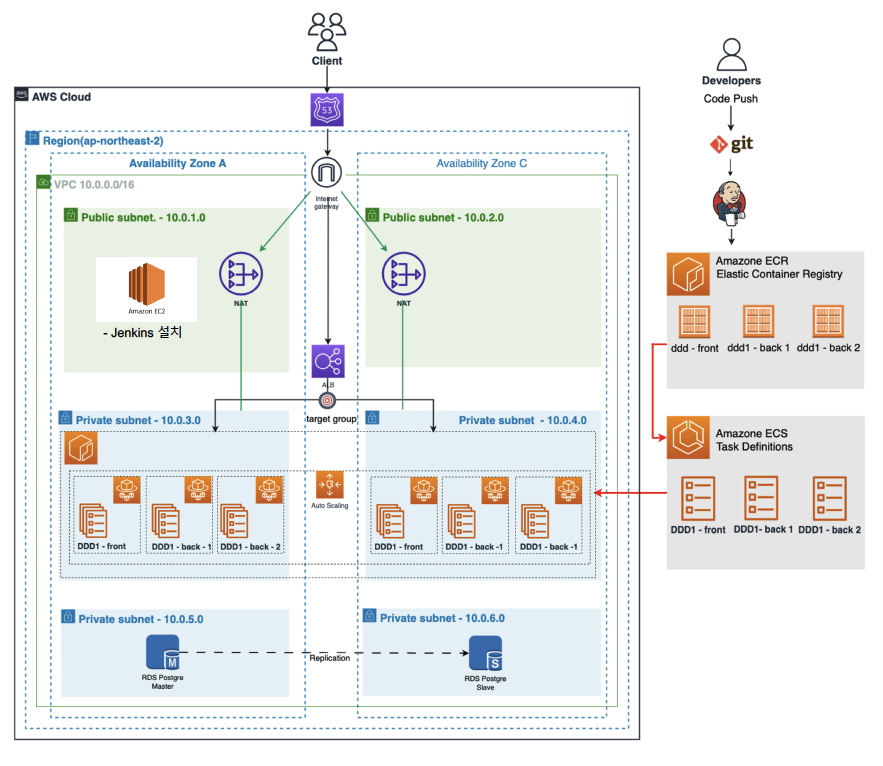 Client
Developers
Code Push
git
aws
AWS Cloud
53
Region(ap-northeast-2)
Availability Zone A
Availability Zone C
VPC 10.0.0.0/16
Internet
gateway
Public subnet. - 10.0.1.0
Public subnet - 10.0.2.0
NAT
NAT
Amazon EC2
- Jenkins 설치
Amazone ECR
Elastic Container Registry
ddd - front
ddd1 - back 1
ddd1 - back 2
ALB
target group
Private subnet - 10.0.3.0
Private subnet - 10.0.4.0
Amazone ECS
Task Definitions
DDD1 - front
DDD1- back 1
DDD1 - back 2
Auto Scaling
DDD1 - front
DDD1 - back - 1
DDD1 - back - 2
DDD1 - front
DDD1 - back -1
DDD1 - back -1
Private subnet - 10.0.5.0
Private subnet - 10.0.6.0
M
S
Replication
RDS Postgre
Master
RDS Postgre
Slave